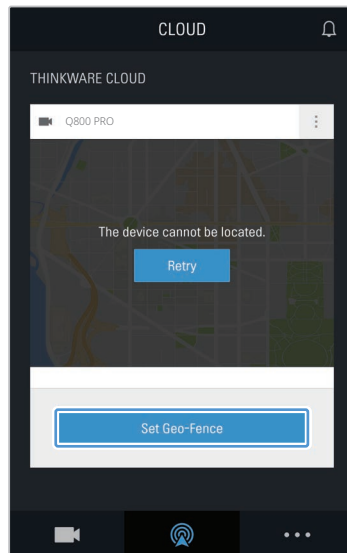 CLOUD
THINKWARE CLOUD
Q800 PRO
The device cannot be located.
Retry
Set Geo-Fence